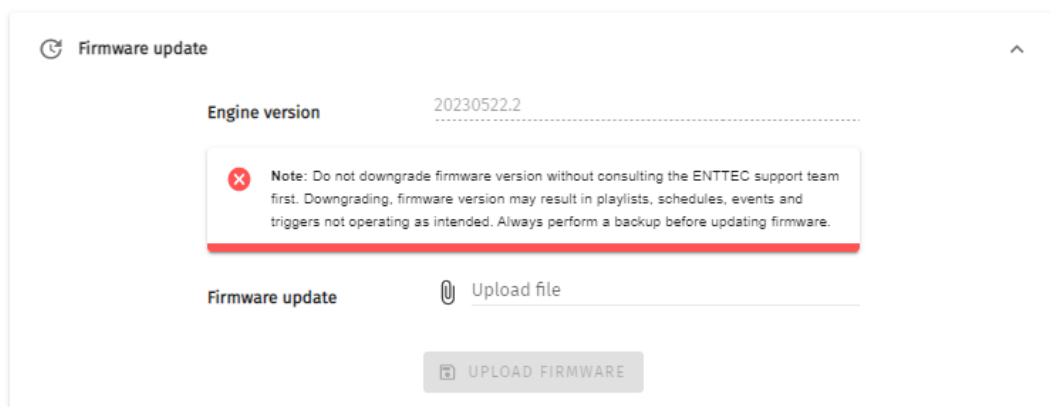 Firmware update
Engine version
20230522.2
Note: Do not downgrade firmware version without consulting the ENTTEC support team
first. Downgrading, firmware version may result in playlists, schedules, events and
triggers not operating as intended. Always perform a backup before updating firmware.
Firmware update
Upload file
UPLOAD FIRMWARE